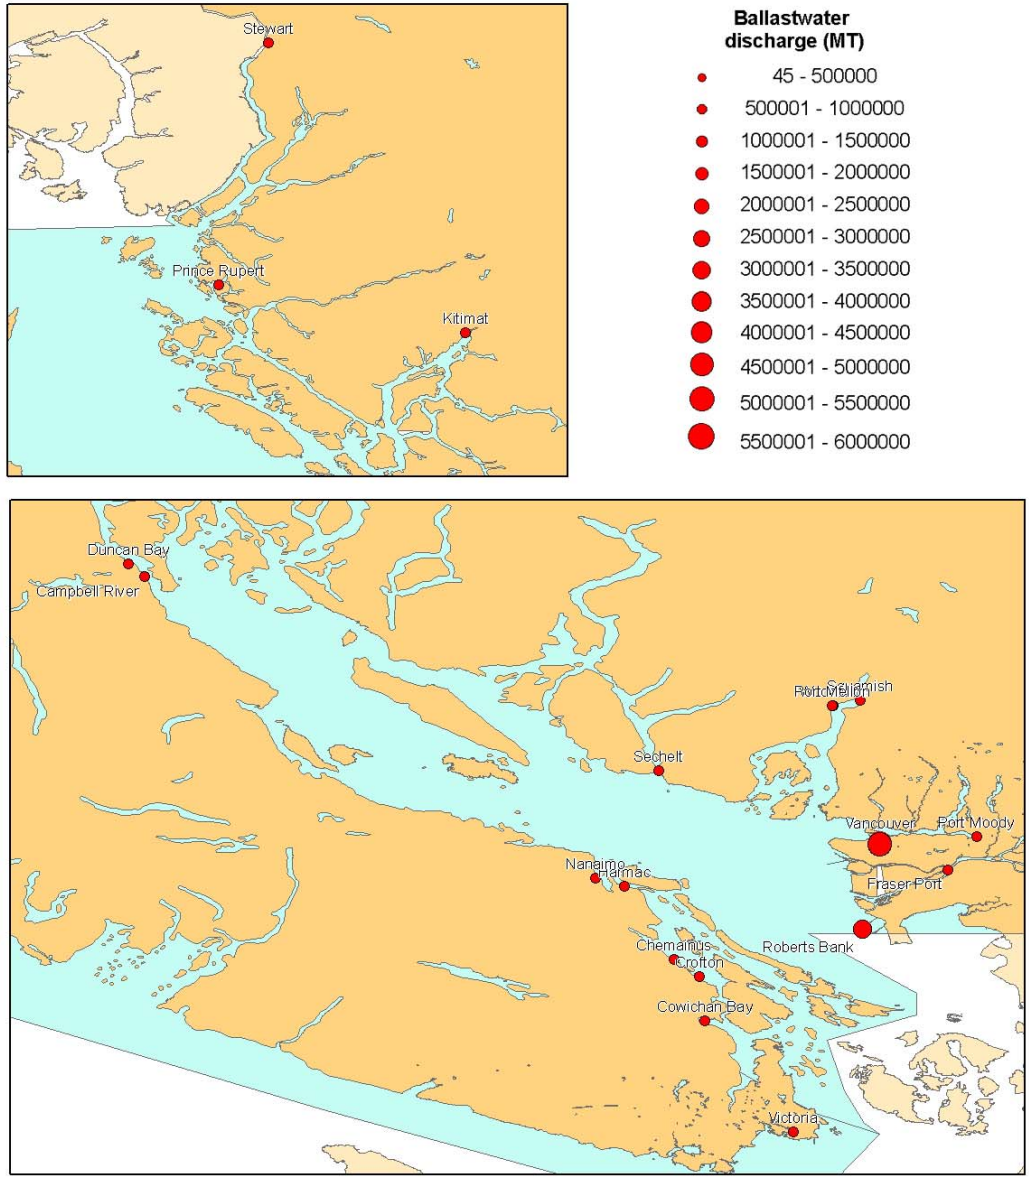 Stewart
Prince Rupert
Kitimat
Ballastwater
discharge (MT)
45 - 500000
500001 - 1000000
1000001 - 1500000
1500001 - 2000000
2000001 - 2500000
2500001 - 3000000
3000001 - 3500000
3500001 - 4000000
4000001 - 4500000
4500001 - 5000000
5000001 - 5500000
5500001 - 6000000
Duncan Bay
Campbell River
Squamish
Sechelt
Vancouver
Port Moody
Nanaimo
Harmac
Fraser Port
Chemainus
Roberts Bank
Crofton
Cowichan Bay
Victoria